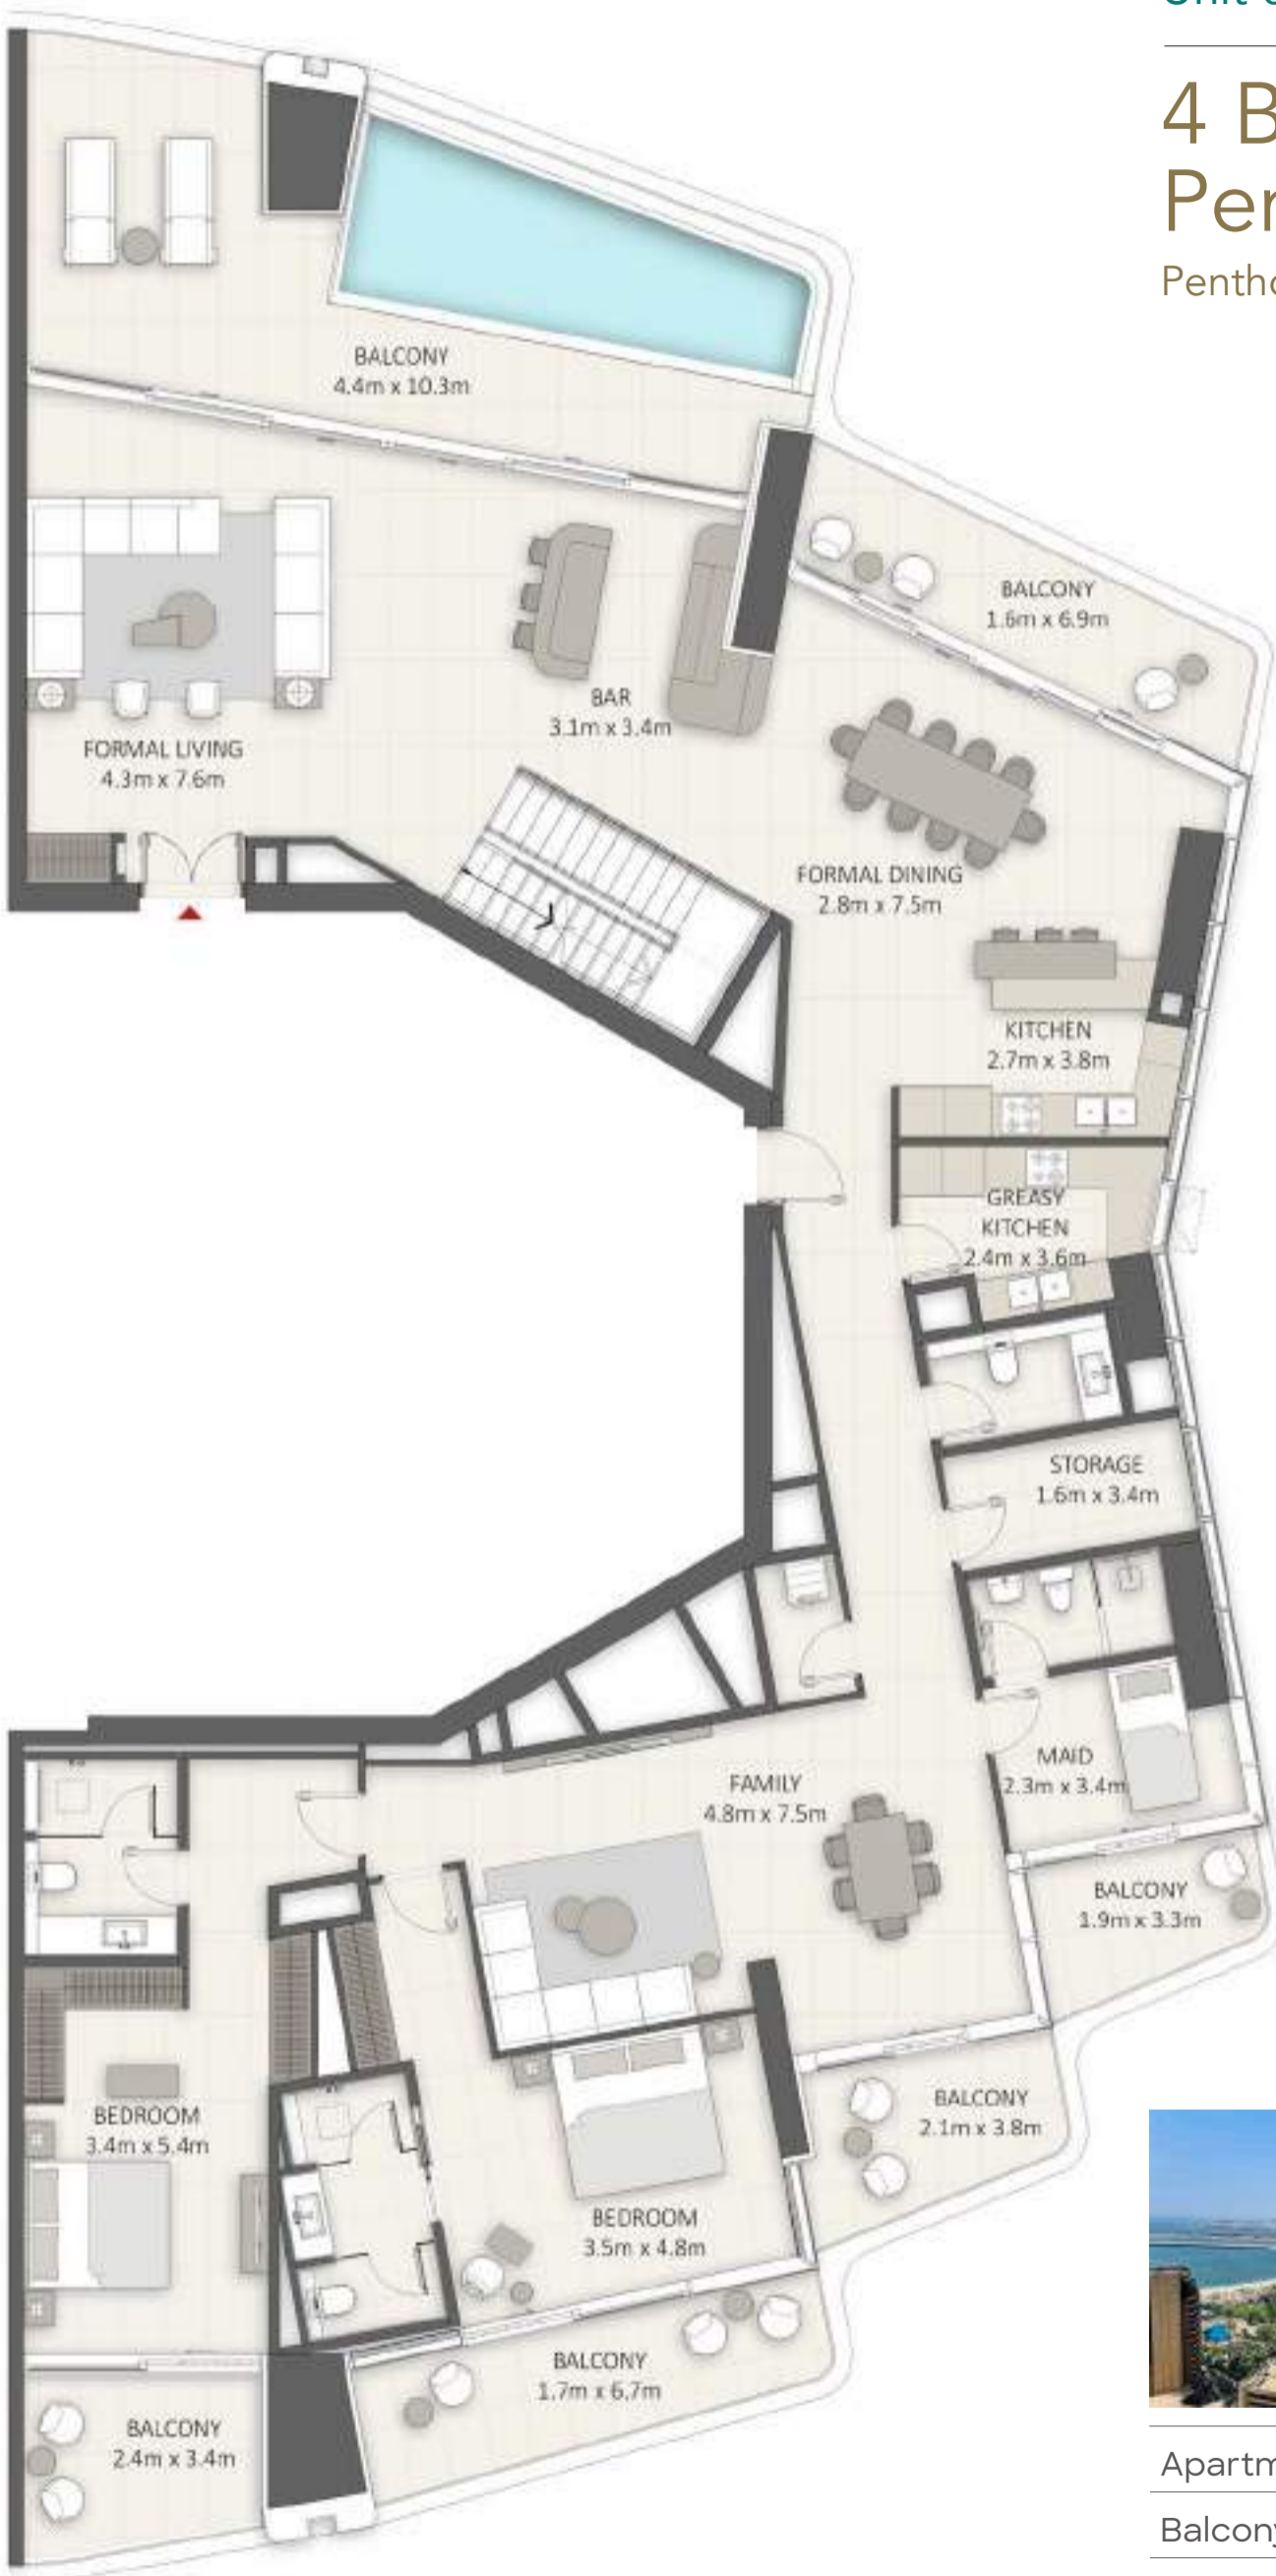 4 B
Pen
Pentho
BALCONY
4.4m x 10.3m
BALCONY
1.6m x 6.9m
BAR
3.1m x 3.4m
FORMAL LIVING
4.3m x 7.6m
FORMAL DINING
2.8m x 7.5m
KITCHEN
2.7m x 3.8m
GREASY
KITCHEN
2.4m x 3.6m
STORAGE
1.6m x 3.4m
MAID
2.3m x 3.4m
FAMILY
4.8m x 7.5m
BALCONY
1.9m x 3.3m
BALCONY
2.1m x 3.8m
BEDROOM
3.4m x 5.4m
BEDROOM
3.5m x 4.8m
BALCONY
1.7m x 6.7m
BALCONY
2.4m x 3.4m
Apartm
Balcony